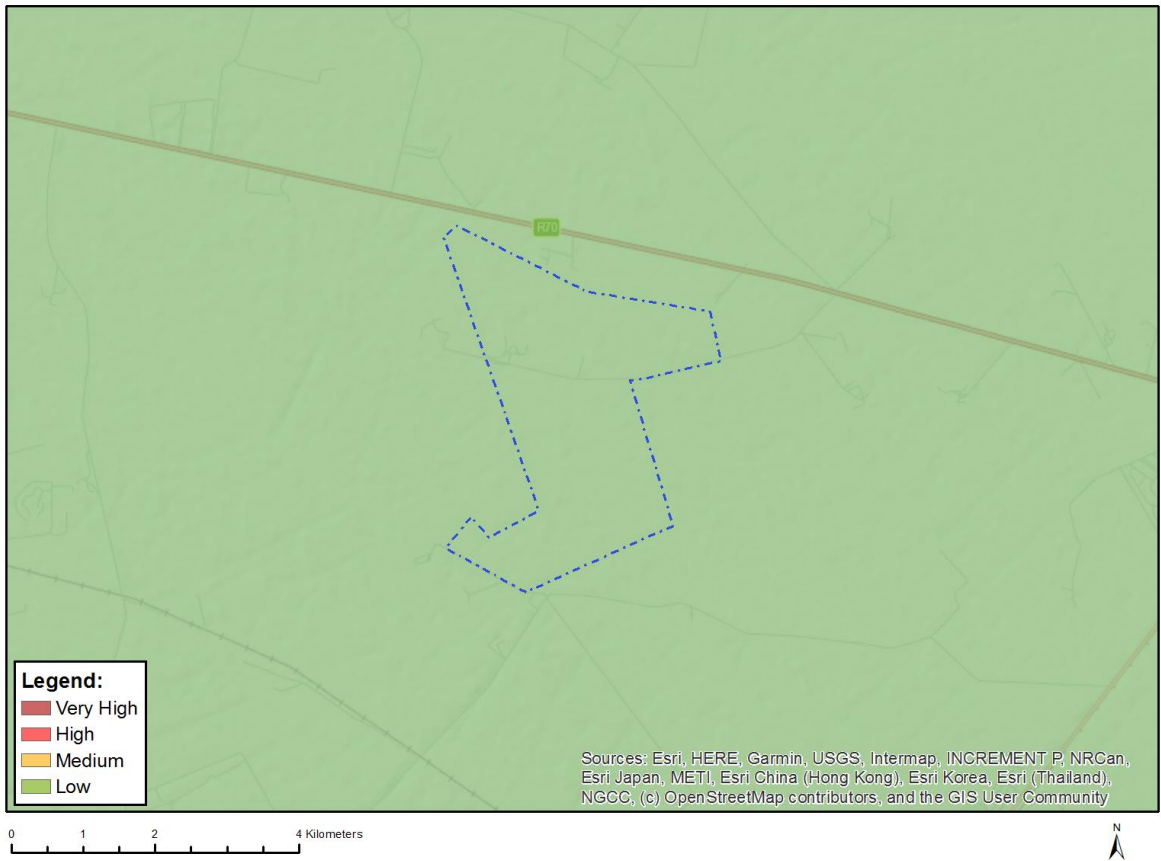 R70
Legend:
Very High
High
Medium
Low
Sources: Esri, HERE, Garmin, USGS, Intermap, INCREMENT P, NRCan,
Esri Japan, METI, Esri China (Hong Kong), Esri Korea, Esri (Thailand),
NGCC, (c) OpenStreetMap contributors, and the GIS User Community
0 1 2 4 Kilometers
N